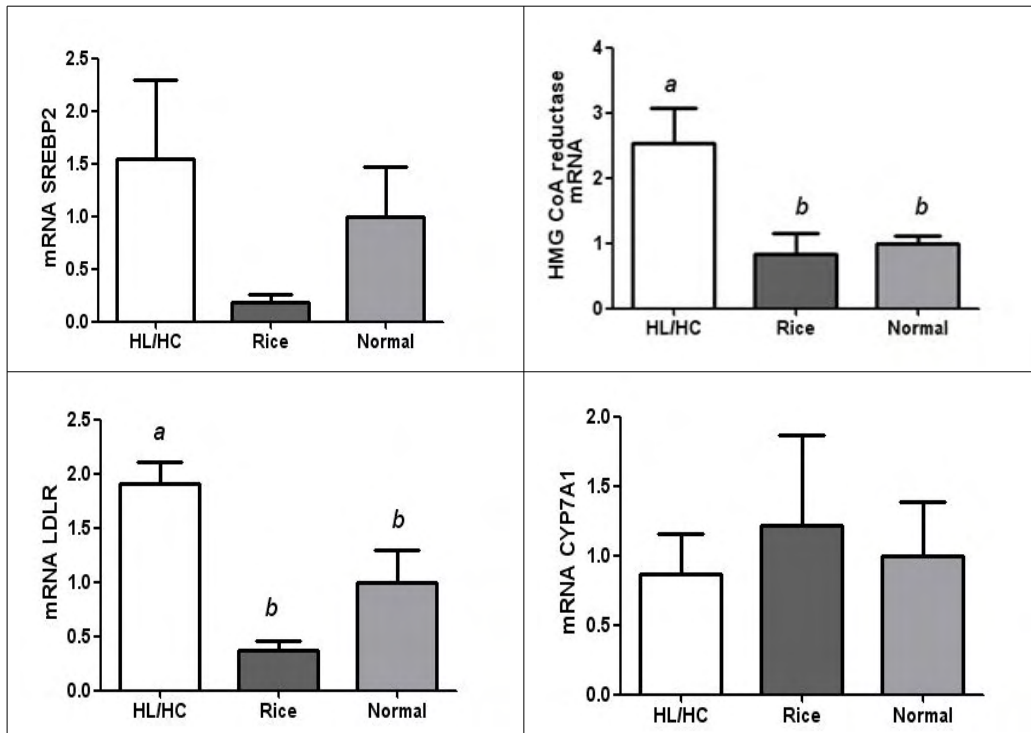 mRNA SREBP2
2.5
2.0
1.5
1.0
0.5
0.0
HL/HC Rice Normal
HMG CoA reductase
mRNA
4
3
2
1
0
a
b b
HL/HC Rice Normal
mRNA LDLR
2.5
2.0
1.5
1.0
0.5
0.0
a
b
b
HL/HC Rice Normal
mRNA CYP7A1
2.0
1.5
1.0
0.5
0.0
HL/HC Rice Normal